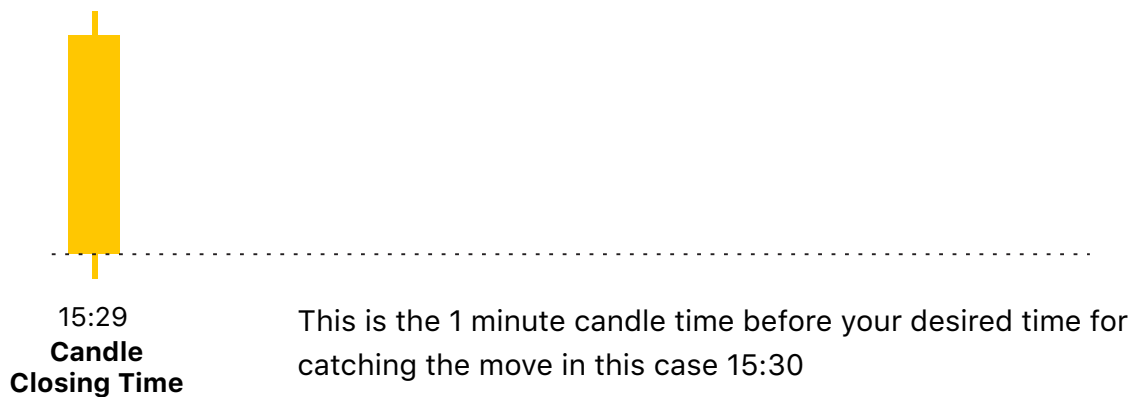 15:29
Candle
Closing Time
This is the 1 minute candle time before your desired time for
catching the move in this case 15:30